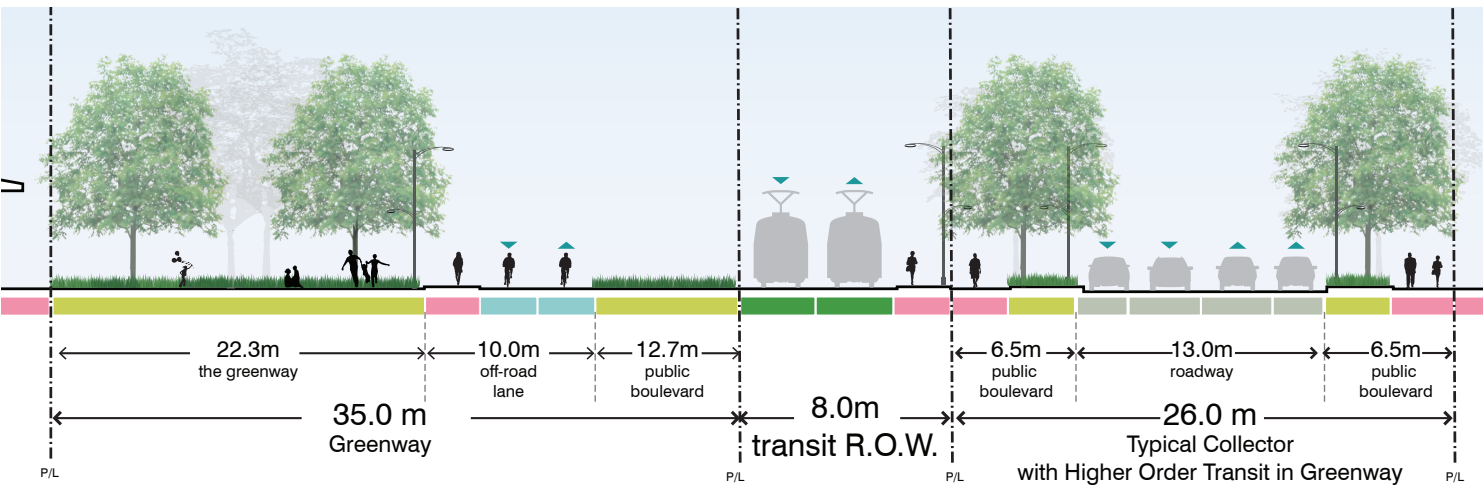 22.3m
the greenway
10.0m
off-road
lane
12.7m
public
boulevard
6.5m
public
boulevard
13.0m
roadway
6.5m
public
boulevard
35.0 m
Greenway
8.0m
transit R.O.W.
26.0 m
Typical Collector
with Higher Order Transit in Greenway
P/L
P/L
P/L
P/L